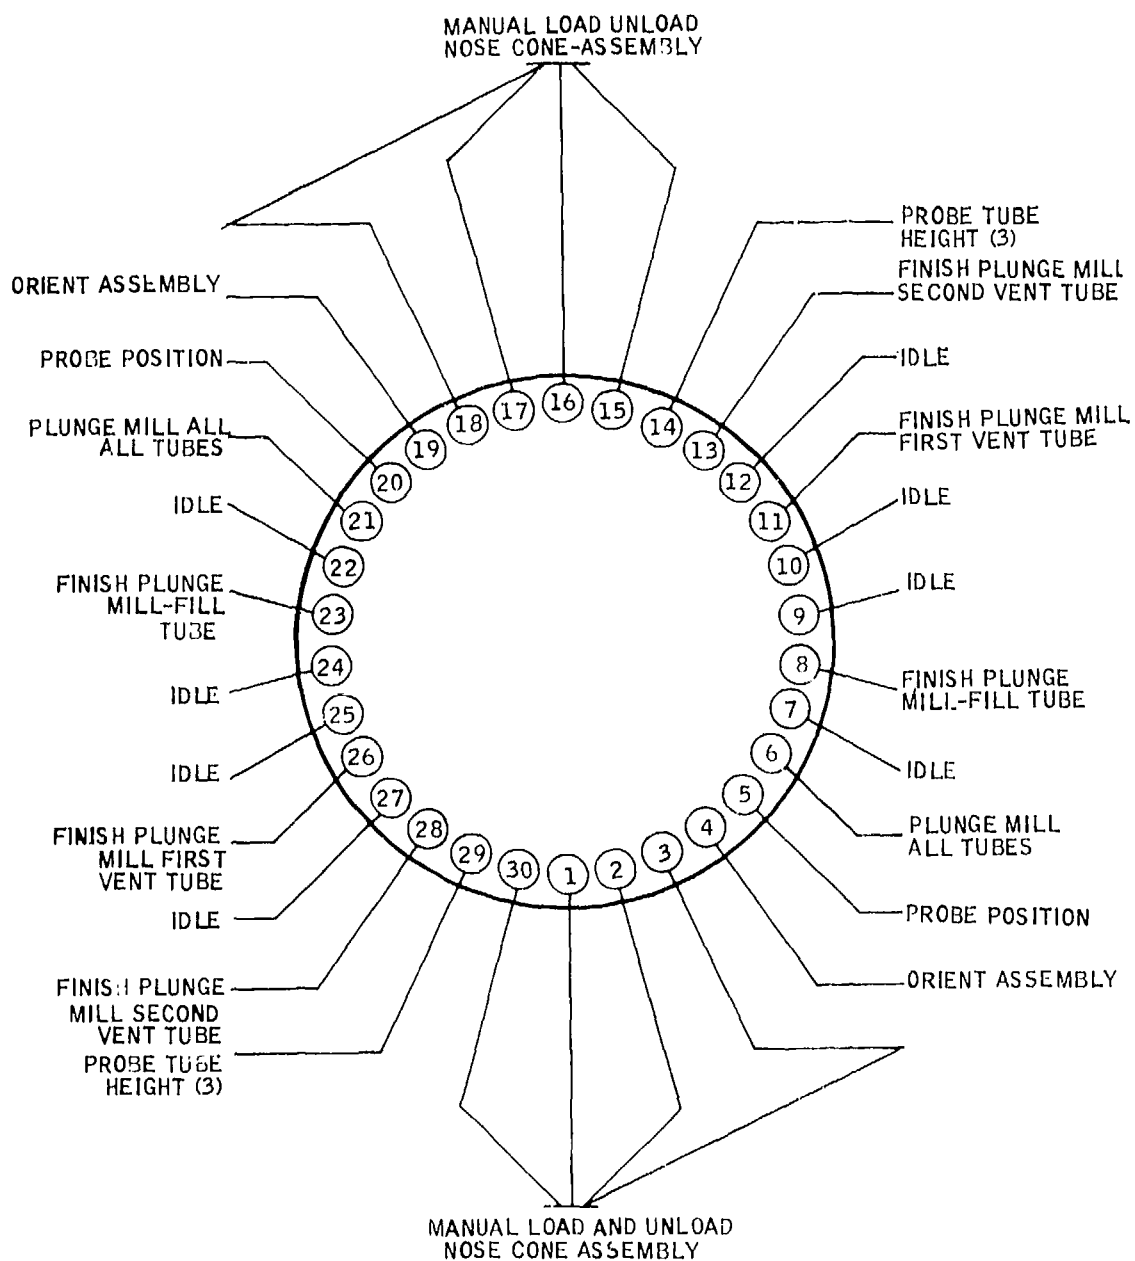 MANUAL LOAD UNLOAD
NOSE CONE-ASSEMBLY
PROBE TUBE
HEIGHT (3)
FINISH PLUNGE MILL
SECOND VENT TUBE
IDLE
FINISH PLUNGE MILL
FIRST VENT TUBE
IDLE
IDLE
FINISH PLUNGE
MILL-FILL TUBE
IDLE
PLUNGE MILL
ALL TUBES
PROBE POSITION
ORIENT ASSEMBLY
ORIENT ASSEMBLY
PROBE POSITION
PLUNGE MILL ALL
ALL TUBES
IDLE
FINISH PLUNGE
MILL-FILL
TUBE
IDLE
IDLE
FINISH PLUNGE
MILL FIRST
VENT TUBE
IDLE
FINISH PLUNGE
MILL SECOND
VENT TUBE
PROBE TUBE
HEIGHT (3)
1
2
3
4
5
6
7
8
9
10
11
12
13
14
15
16
17
18
19
20
21
22
23
24
25
26
27
28
29
30
MANUAL LOAD AND UNLOAD
NOSE CONE ASSEMBLY